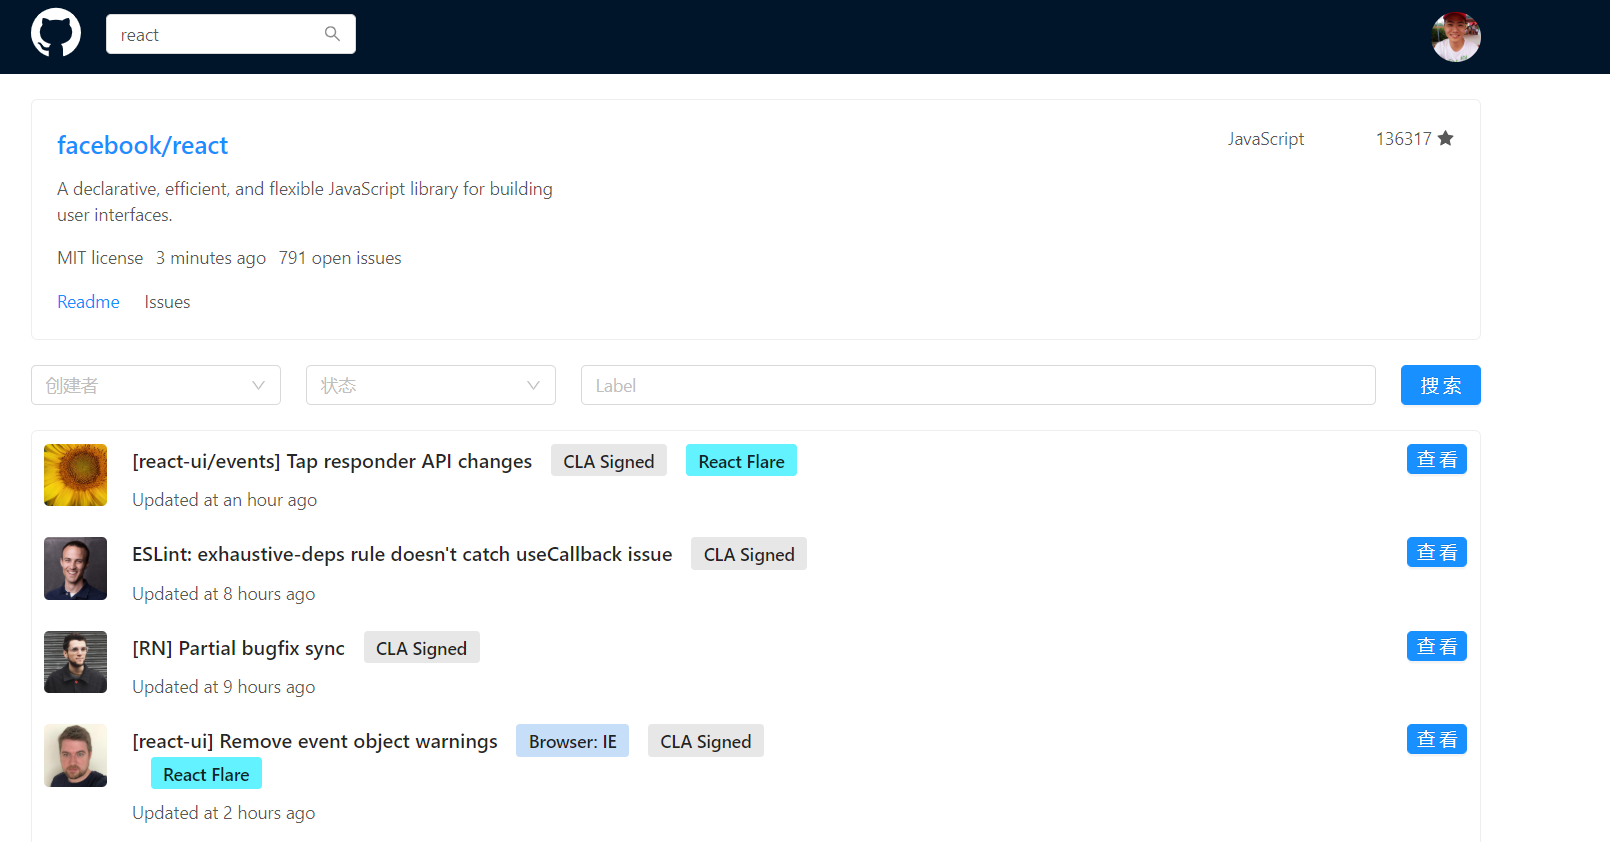 react
facebook/react
JavaScript
136317
A declarative, efficient, and flexible JavaScript library for building
user interfaces.
MIT license 3 minutes ago 791 open issues
Readme Issues
创建者 状态 Label 搜索
[react-ui/events] Tap responder API changes CLA Signed React Flare 查看
Updated at an hour ago
ESLint: exhaustive-deps rule doesn't catch useCallback issue CLA Signed 查看
Updated at 8 hours ago
[RN] Partial bugfix sync CLA Signed 查看
Updated at 9 hours ago
[react-ui] Remove event object warnings Browser: IE CLA Signed 查看
React Flare
Updated at 2 hours ago